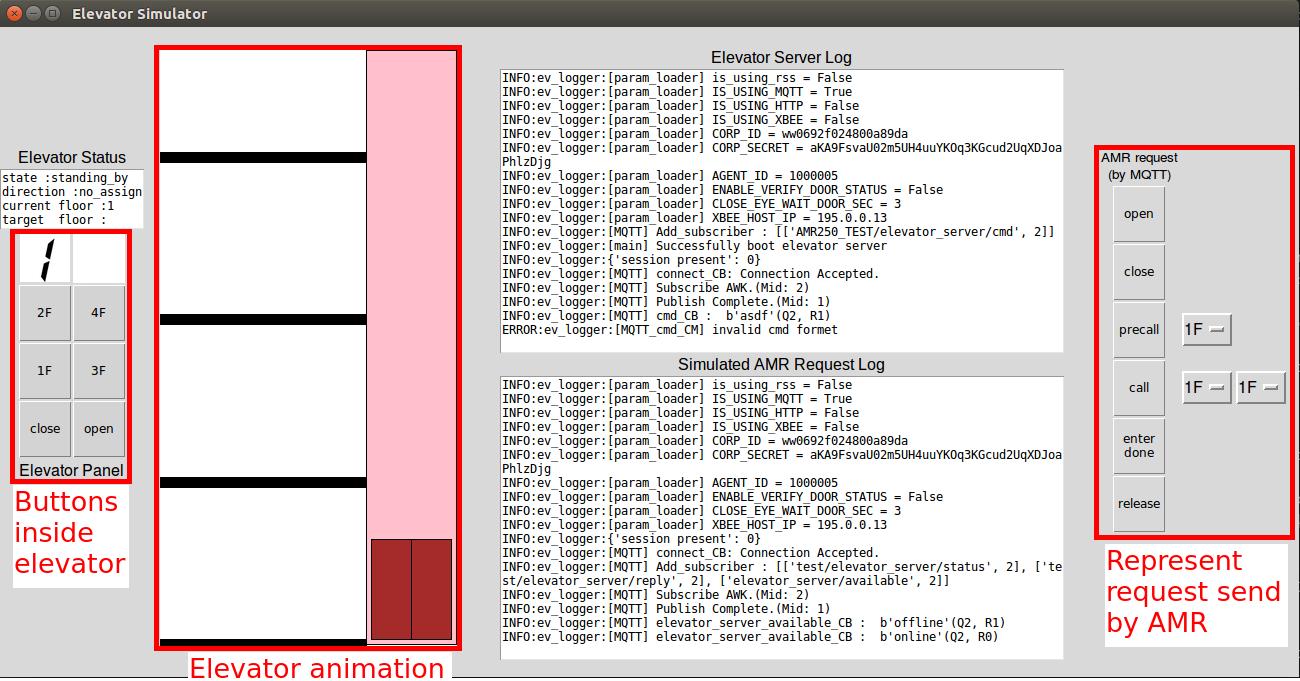 Elevator Simulator
Elevator Status
state :standing_by
direction :no_assign
current floor :1
target  floor :
1
2F 4F
1F 3F
close open
Elevator Panel
Buttons
inside
elevator
Elevator animation
Elevator Server Log
INFO:ev_logger:[param_loader] is_using_rss = False
INFO:ev_logger:[param_loader] IS_USING_MQTT = True
INFO:ev_logger:[param_loader] IS_USING_HTTP = False
INFO:ev_logger:[param_loader] IS_USING_XBEE = False
INFO:ev_logger:[param_loader] CORP_ID = ww0692f024800a89da
INFO:ev_logger:[param_loader] CORP_SECRET = aKA9FsvaU02m5UH4uuYKOq3KGcud2UqXDJoa
PhlzDjg
INFO:ev_logger:[param_loader] AGENT_ID = 1000005
INFO:ev_logger:[param_loader] ENABLE_VERIFY_DOOR_STATUS = False
INFO:ev_logger:[param_loader] CLOSE_EYE_WAIT_DOOR_SEC = 3
INFO:ev_logger:[param_loader] XBEE_HOST_IP = 195.0.0.13
INFO:ev_logger:[MQTT] Add_subscriber : [['AMR250_TEST/elevator_server/cmd', 2]]
INFO:ev_logger:[main] Successfully boot elevator server
INFO:ev_logger:{'session present': 0}
INFO:ev_logger:[MQTT] connect_CB: Connection Accepted.
INFO:ev_logger:[MQTT] Subscribe AWK.(Mid: 2)
INFO:ev_logger:[MQTT] Publish Complete.(Mid: 1)
INFO:ev_logger:[MQTT] cmd_CB :  b'asdf'(Q2, R1)
ERROR:ev_logger:[MQTT_cmd_CM] invalid cmd formet
Simulated AMR Request Log
INFO:ev_logger:[param_loader] is_using_rss = False
INFO:ev_logger:[param_loader] IS_USING_MQTT = True
INFO:ev_logger:[param_loader] IS_USING_HTTP = False
INFO:ev_logger:[param_loader] IS_USING_XBEE = False
INFO:ev_logger:[param_loader] CORP_ID = ww0692f024800a89da
INFO:ev_logger:[param_loader] CORP_SECRET = aKA9FsvaU02m5UH4uuYKOq3KGcud2UqXDJoa
PhlzDjg
INFO:ev_logger:[param_loader] AGENT_ID = 1000005
INFO:ev_logger:[param_loader] ENABLE_VERIFY_DOOR_STATUS = False
INFO:ev_logger:[param_loader] CLOSE_EYE_WAIT_DOOR_SEC = 3
INFO:ev_logger:[param_loader] XBEE_HOST_IP = 195.0.0.13
INFO:ev_logger:{'session present': 0}
INFO:ev_logger:[MQTT] connect_CB: Connection Accepted.
INFO:ev_logger:[MQTT] Add_subscriber : [['test/elevator_server/status', 2], ['te
st/elevator_server/reply', 2], ['elevator_server/available', 2]]
INFO:ev_logger:[MQTT] Subscribe AWK.(Mid: 2)
INFO:ev_logger:[MQTT] Publish Complete.(Mid: 1)
INFO:ev_logger:[MQTT] elevator_server_available_CB :  b'offline'(Q2, R1)
INFO:ev_logger:[MQTT] elevator_server_available_CB :  b'online'(Q2, R0)
AMR request
(by MQTT)
open
close
precall 1F
call 1F 1F
enter
done
release
Represent
request send
by AMR